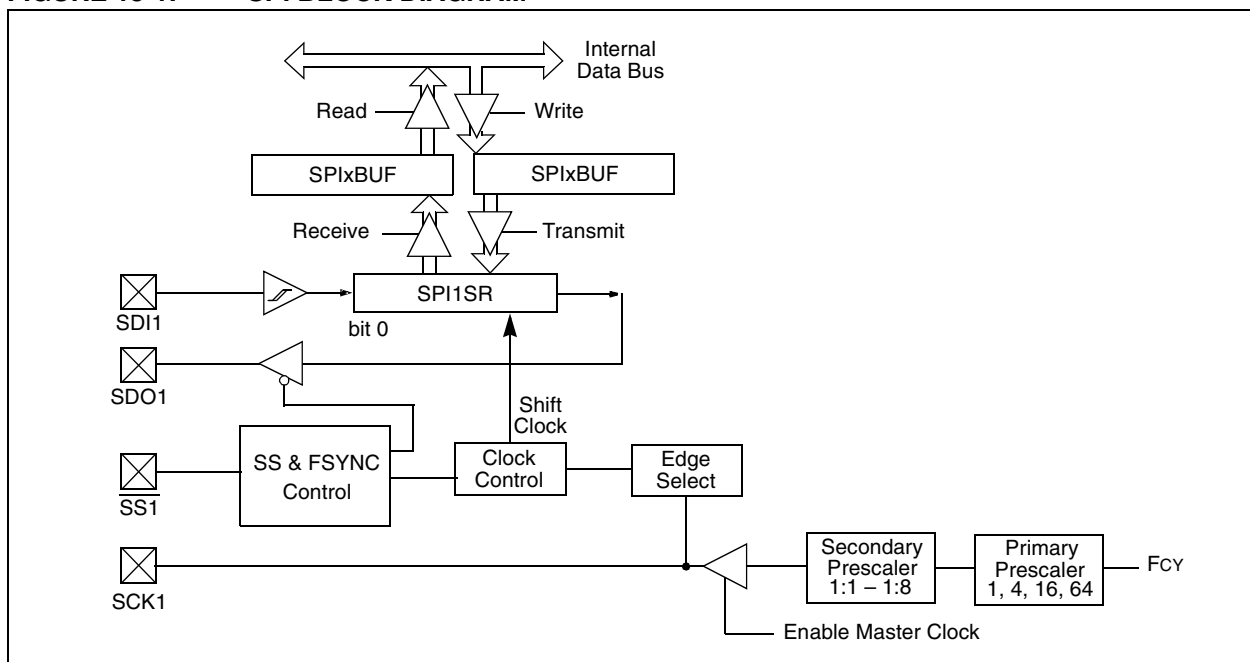 Internal
Data Bus
Read
Write
SPIxBUF
SPIxBUF
Receive
Transmit
SPI1SR
SDI1
bit 0
SDO1
Shift
Clock
SS & FSYNC
Control
Clock
Control
Edge
Select
SS1
Secondary
Prescaler
1:1 – 1:8
Primary
Prescaler
1, 4, 16, 64
FCY
SCK1
Enable Master Clock